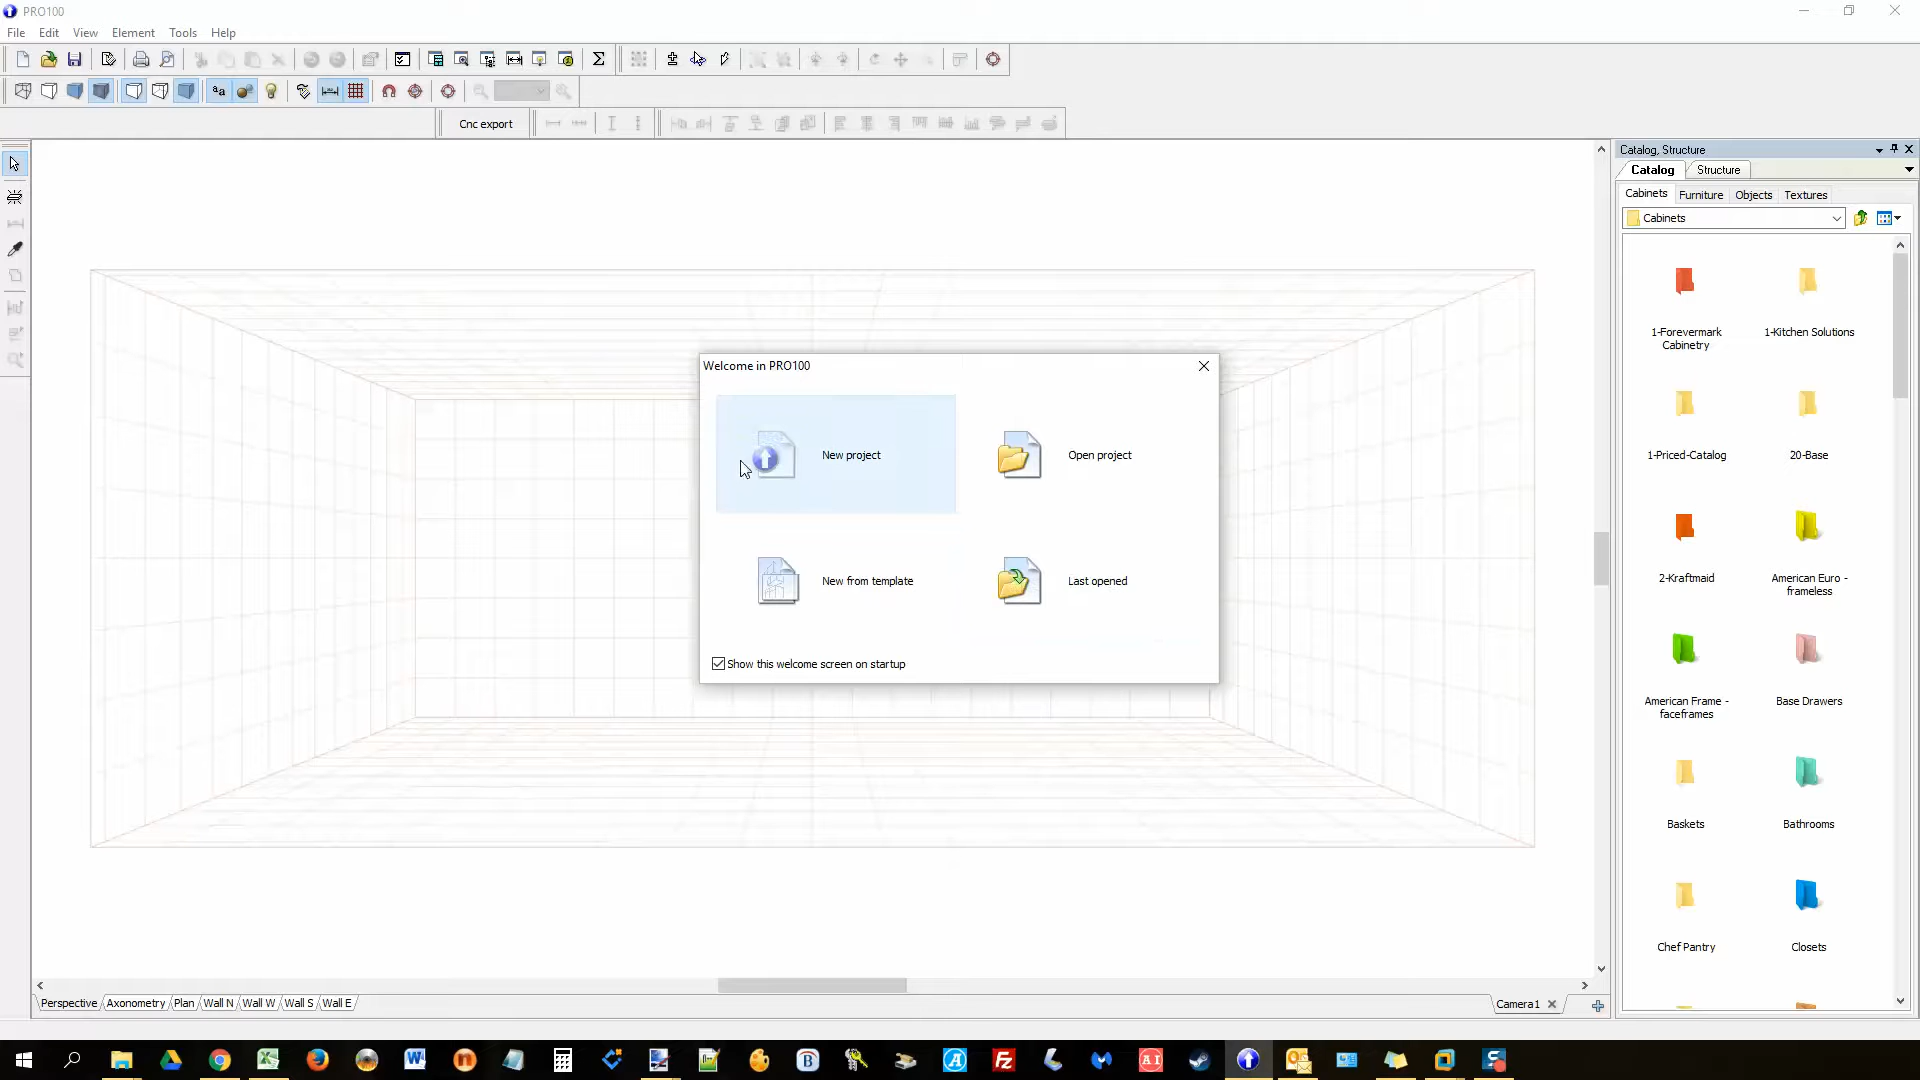 PRO100
File Edit View Element Tools Help
aa
Cnc export
Catalog, Structure
Catalog Structure
Cabinets Furniture Objects Textures
Cabinets
1-Forevermark
Cabinetry
1-Kitchen Solutions
1-Priced-Catalog
20-Base
2-Kraftmaid
American Euro -
frameless
American Frame -
faceframes
Base Drawers
Baskets
Bathrooms
Chef Pantry
Closets
Welcome in PRO100
New project
Open project
New from template
Last opened
Show this welcome screen on startup
Perspective Axonometry Plan Wall N Wall W Wall S Wall E
Camera1